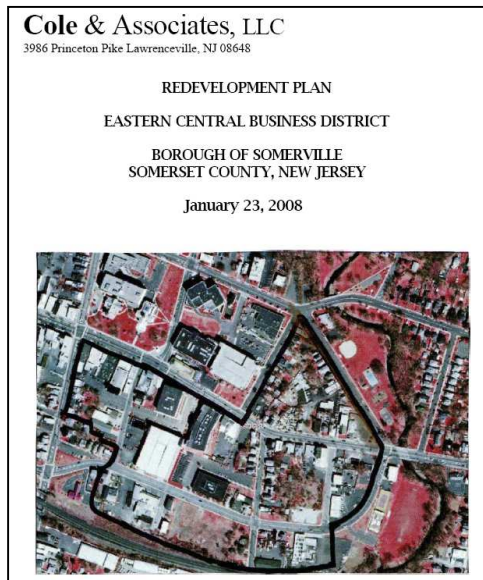 Cole & Associates, LLC
3986 Princeton Pike Lawrenceville, NJ 08648
REDEVELOPMENT PLAN
EASTERN CENTRAL BUSINESS DISTRICT
BOROUGH OF SOMERVILLE
SOMERSET COUNTY, NEW JERSEY
January 23, 2008